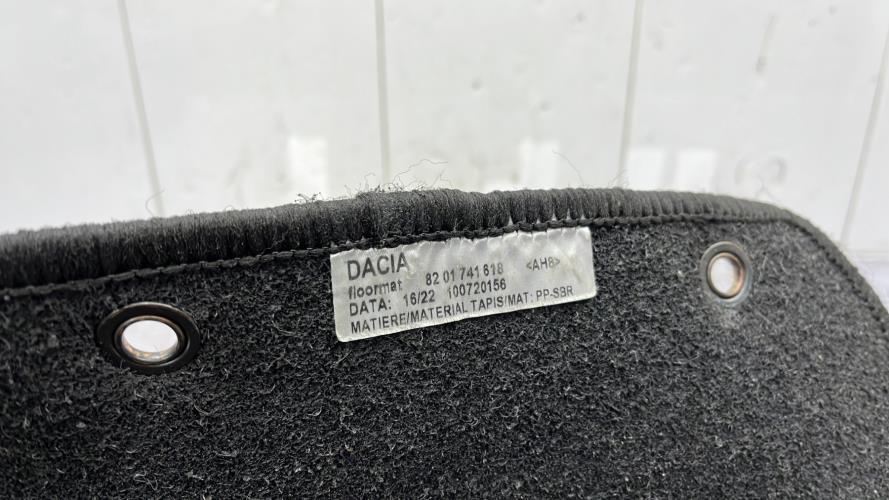 DACIA
floormat 82 01 741 618 <AH8>
DATA: 16/22 100720156
MATIERE/MATERIAL TAPIS/MAT: PP-SBR